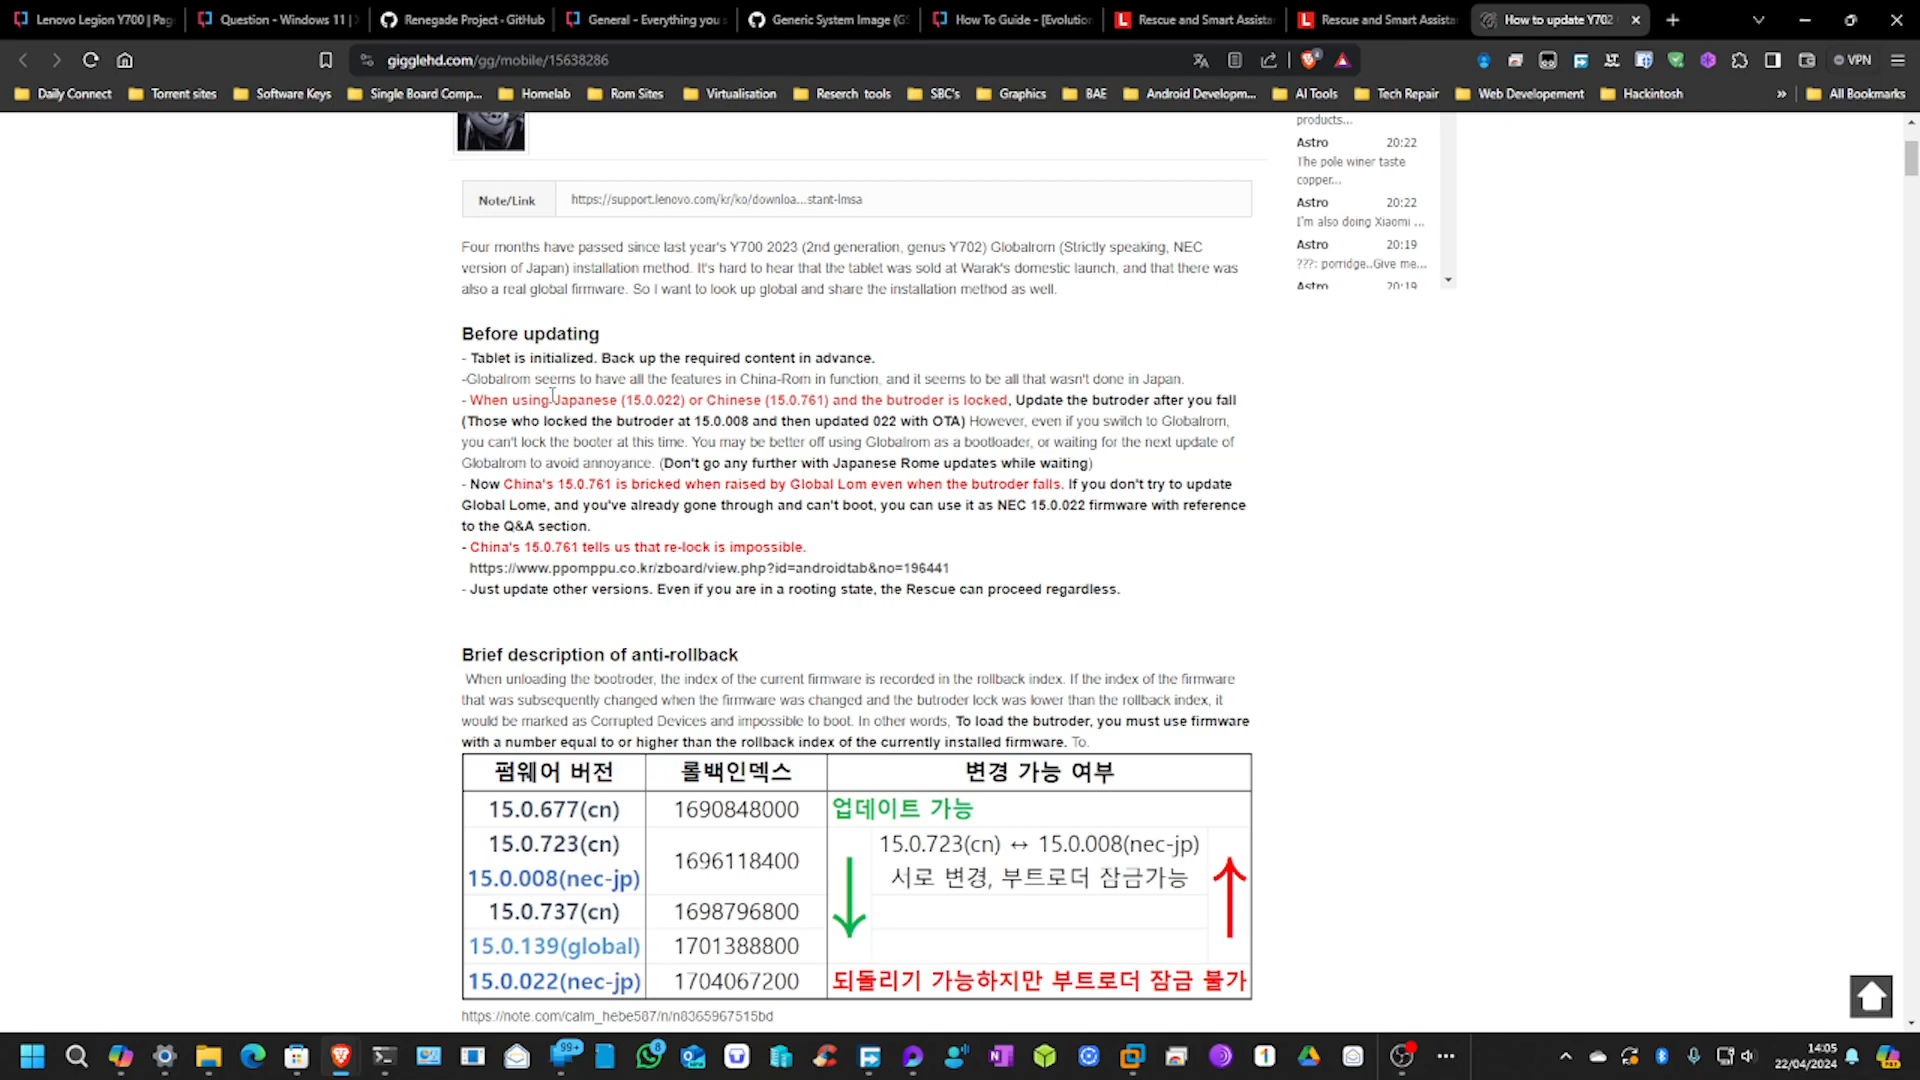 Lenovo Legion Y700 | Pag
Question - Windows 11 |
Renegade Project · GitHub
General - Everything you
Generic System Image (GS
How To Guide - [Evolution
Rescue and Smart Assista
Rescue and Smart Assista
How to update Y702
gigglehd.com/gg/mobile/15638286
VPN
Daily Connect
Torrent sites
Software Keys
Single Board Comp...
Homelab
Rom Sites
Virtualisation
Reserch tools
SBC's
Graphics
BAE
Android Developm...
AI Tools
Tech Repair
Web Developement
Hackintosh
»
All Bookmarks
products...
Astro 20:22
The pole winer taste
copper...
Astro 20:22
I'm also doing Xiaomi ...
Astro 20:19
???: porridge..Give me...
Astro 20:19
Note/Link https://support.lenovo.com/kr/ko/downloa...stant-lmsa
Four months have passed since last year's Y700 2023 (2nd generation, genus Y702) Globalrom (Strictly speaking, NEC
version of Japan) installation method. It's hard to hear that the tablet was sold at Warak's domestic launch, and that there was
also a real global firmware. So I want to look up global and share the installation method as well.
Before updating
- Tablet is initialized. Back up the required content in advance.
-Globalrom seems to have all the features in China-Rom in function, and it seems to be all that wasn't done in Japan.
- When using Japanese (15.0.022) or Chinese (15.0.761) and the butroder is locked, Update the butroder after you fall
(Those who locked the butroder at 15.0.008 and then updated 022 with OTA) However, even if you switch to Globalrom,
you can't lock the booter at this time. You may be better off using Globalrom as a bootloader, or waiting for the next update of
Globalrom to avoid annoyance. (Don't go any further with Japanese Rome updates while waiting)
- Now China's 15.0.761 is bricked when raised by Global Lom even when the butroder falls. If you don't try to update
Global Lome, and you've already gone through and can't boot, you can use it as NEC 15.0.022 firmware with reference
to the Q&A section.
- China's 15.0.761 tells us that re-lock is impossible.
https://www.ppomppu.co.kr/zboard/view.php?id=androidtab&no=196441
- Just update other versions. Even if you are in a rooting state, the Rescue can proceed regardless.
Brief description of anti-rollback
When unloading the bootroder, the index of the current firmware is recorded in the rollback index. If the index of the firmware
that was subsequently changed when the firmware was changed and the butroder lock was lower than the rollback index, it
would be marked as Corrupted Devices and impossible to boot. In other words, To load the butroder, you must use firmware
with a number equal to or higher than the rollback index of the currently installed firmware. To.
펌웨어 버전 롤백인덱스 변경 가능 여부
15.0.677(cn) 1690848000 업데이트 가능
15.0.723(cn) 15.0.723(cn) ↔ 15.0.008(nec-jp)
1696118400
15.0.008(nec-jp) 서로 변경, 부트로더 잠금가능
15.0.737(cn) 1698796800
15.0.139(global) 1701388800
15.0.022(nec-jp) 1704067200 되돌리기 가능하지만 부트로더 잠금 불가
https://note.com/calm_hebe587/n/n8365967515bd
99+
8
1
14:05
22/04/2024